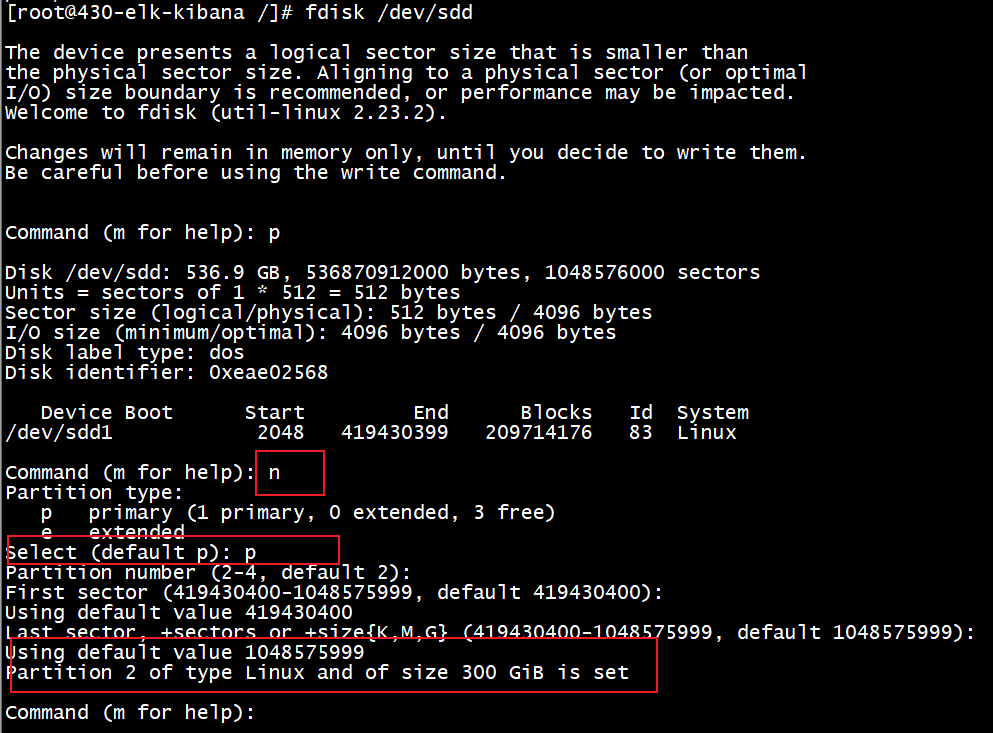 [root@430-elk-kibana /]# fdisk /dev/sdd
The device presents a logical sector size that is smaller than
the physical sector size. Aligning to a physical sector (or optimal
I/O) size boundary is recommended, or performance may be impacted.
Welcome to fdisk (util-linux 2.23.2).
Changes will remain in memory only, until you decide to write them.
Be careful before using the write command.
Command (m for help): p
Disk /dev/sdd: 536.9 GB, 536870912000 bytes, 1048576000 sectors
Units = sectors of 1 * 512 = 512 bytes
Sector size (logical/physical): 512 bytes / 4096 bytes
I/O size (minimum/optimal): 4096 bytes / 4096 bytes
Disk label type: dos
Disk identifier: 0xeae02568
Device Boot      Start         End      Blocks   Id  System
/dev/sdd1            2048   419430399   209714176   83  Linux
Command (m for help): n
Partition type:
p   primary (1 primary, 0 extended, 3 free)
e   extended
Select (default p): p
Partition number (2-4, default 2):
First sector (419430400-1048575999, default 419430400):
Using default value 419430400
Last sector, +sectors or +size{K,M,G} (419430400-1048575999, default 1048575999):
Using default value 1048575999
Partition 2 of type Linux and of size 300 GiB is set
Command (m for help):